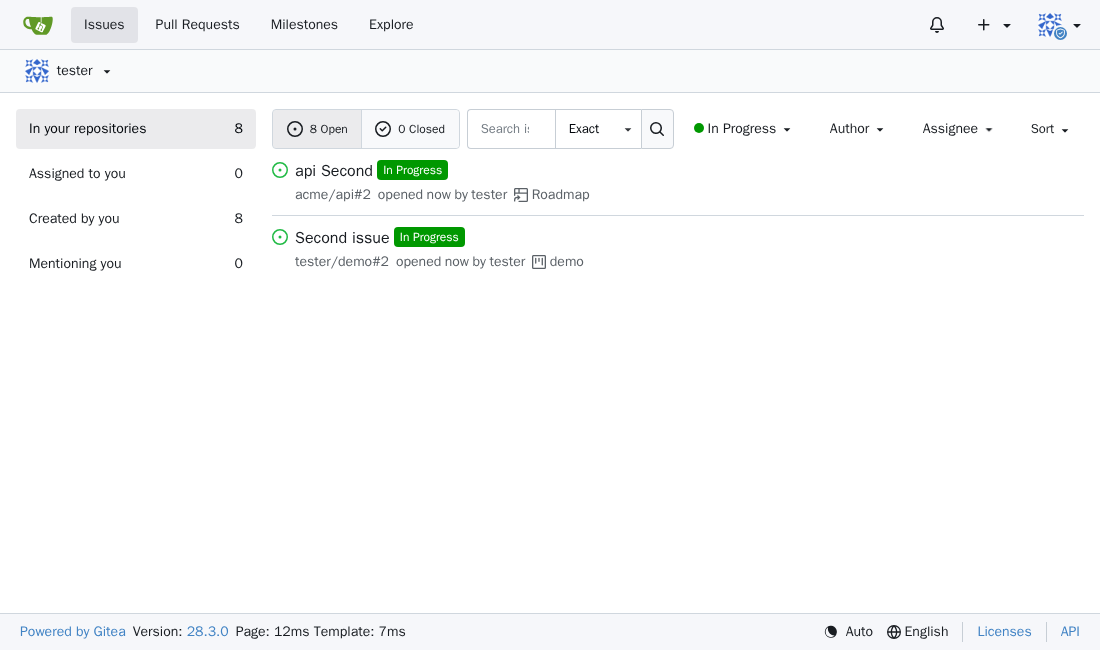 Issues Pull Requests Milestones Explore
tester
In your repositories 8
Assigned to you 0
Created by you 8
Mentioning you 0
8 Open 0 Closed Search is Exact In Progress Author Assignee Sort
api Second In Progress
acme/api#2 opened now by tester Roadmap
Second issue In Progress
tester/demo#2 opened now by tester demo
Powered by Gitea Version: 28.3.0 Page: 12ms Template: 7ms Auto English Licenses API